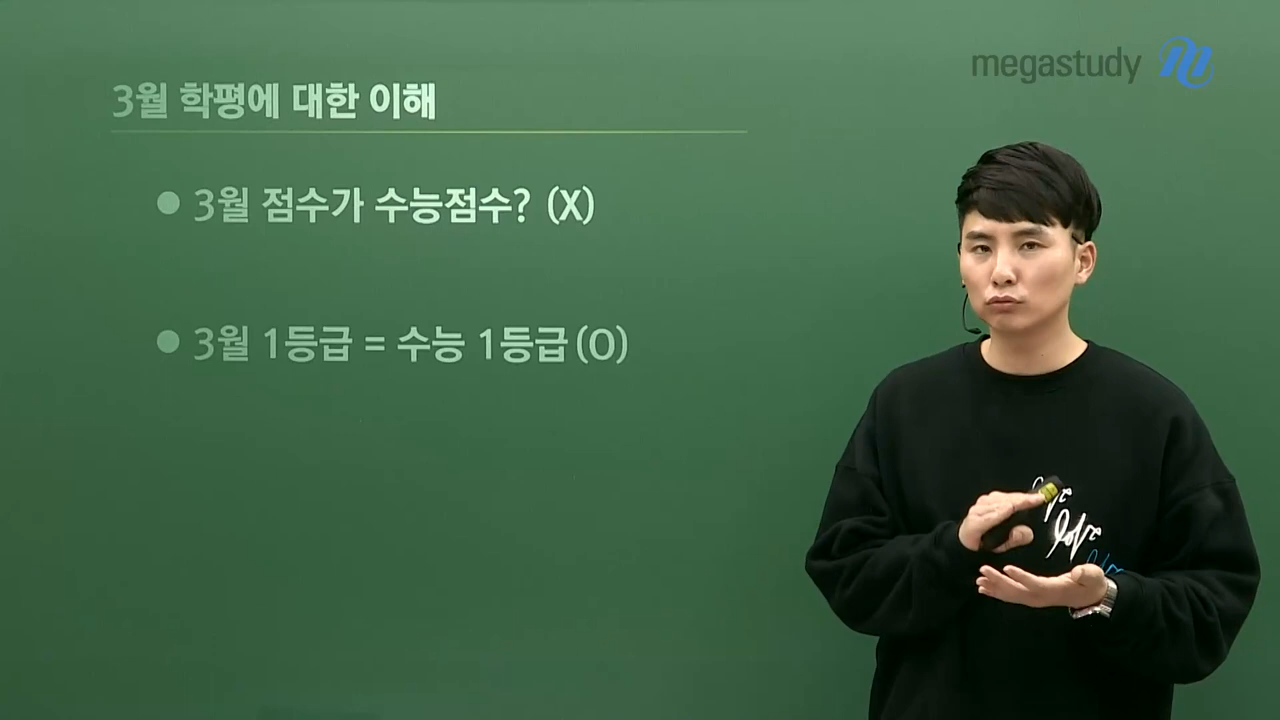 megastudy
3월 학평에 대한 이해
● 3월 점수가 수능점수? (X)
● 3월 1등급 = 수능 1등급(O)
love